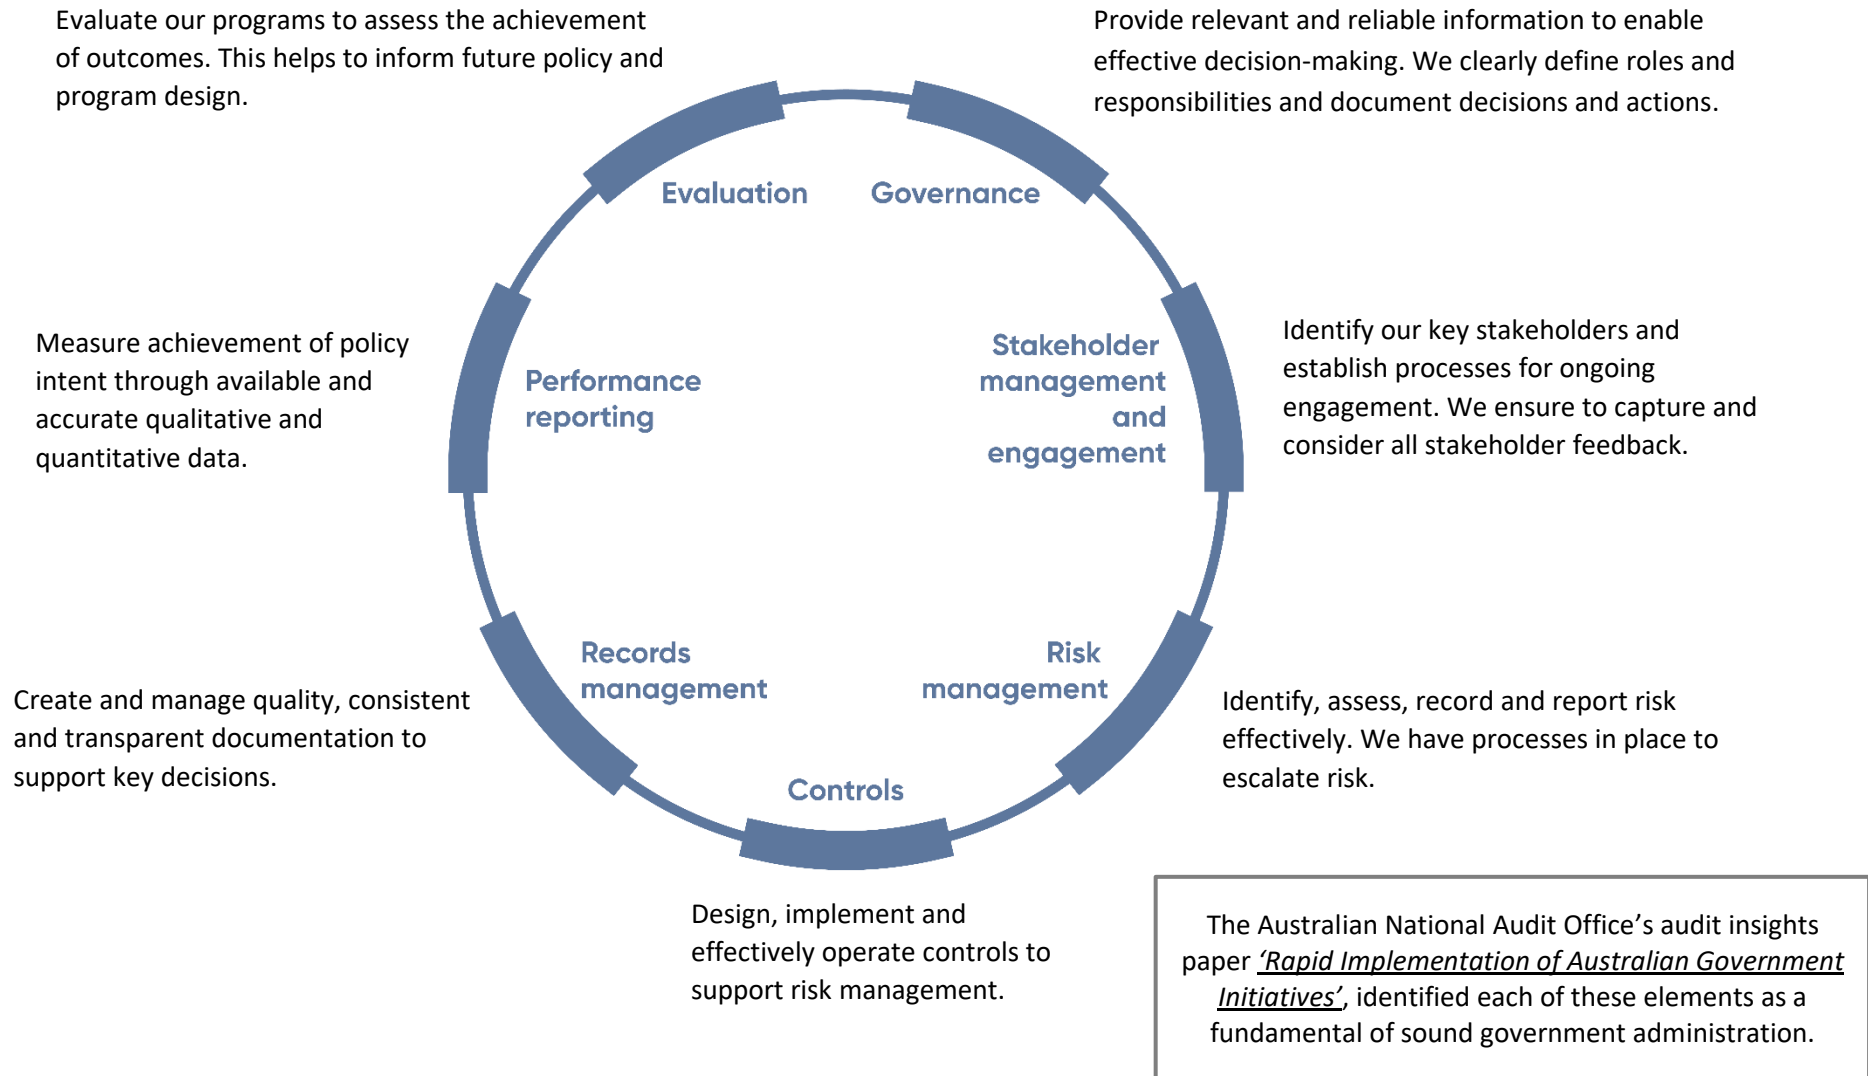 Evaluate our programs to assess the achievement
of outcomes. This helps to inform future policy and
program design.
Provide relevant and reliable information to enable
effective decision-making. We clearly define roles and
responsibilities and document decisions and actions.
Evaluation
Governance
Measure achievement of policy
intent through available and
accurate qualitative and
quantitative data.
Performance
reporting
Stakeholder
management
and
engagement
Identify our key stakeholders and
establish processes for ongoing
engagement. We ensure to capture and
consider all stakeholder feedback.
Create and manage quality, consistent
and transparent documentation to
support key decisions.
Records
management
Risk
management
Identify, assess, record and report risk
effectively. We have processes in place to
escalate risk.
Controls
Design, implement and
effectively operate controls to
support risk management.
The Australian National Audit Office’s audit insights
paper ‘Rapid Implementation of Australian Government
Initiatives’, identified each of these elements as a
fundamental of sound government administration.